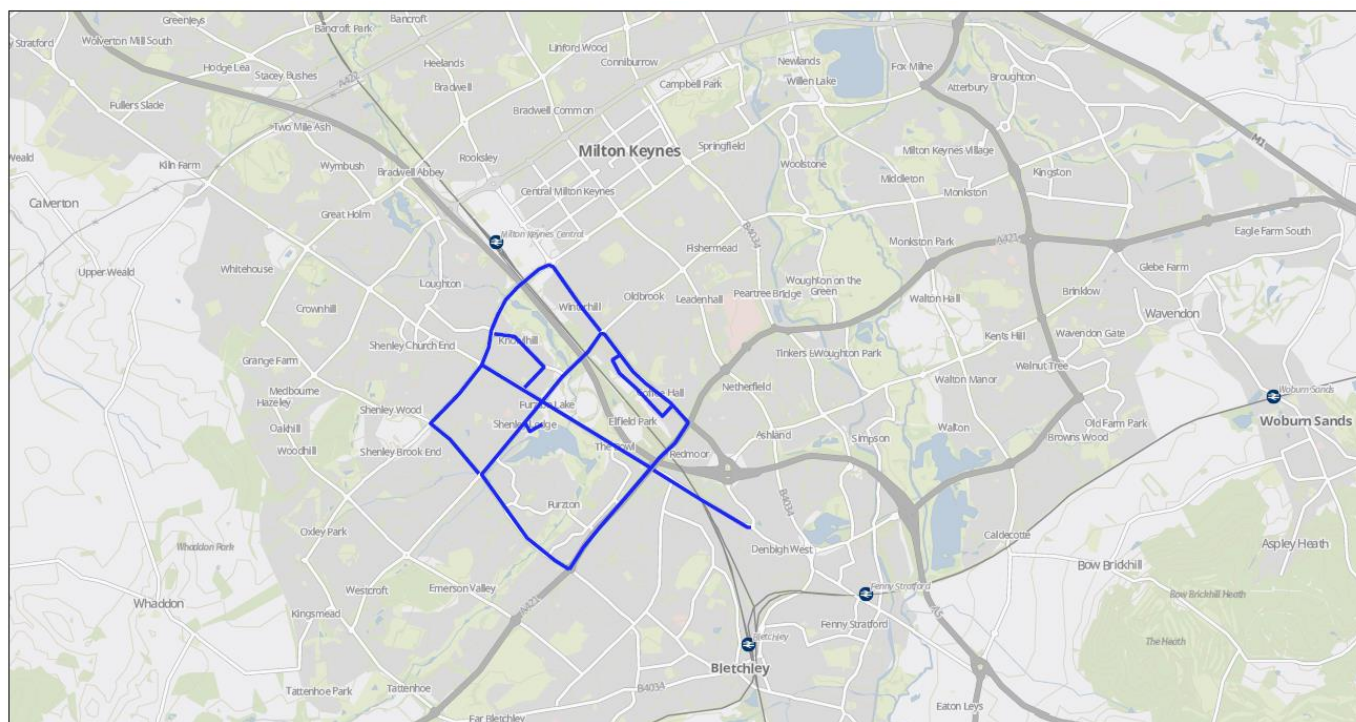 Greenleys
Bancroft Park
Bancroft
y Stratford
Wolverton Mill South
Hodge Lea
Stacey Bushes
Heelands
Linford Wood
Conniburrow
Newlands
Willen Lake
Fox Milne
Broughton
Atterbury
A422
Bradwell
Campbell Park
Fullers Slade
Bradwell Common
Two Mile Ash
M1
Milton Keynes
Springfield
Milton Keynes Village
Weald
Kiln Farm
Wymbush
Rooksley
Woolstone
Bradwell Abbey
Middleton
Kingston
Central Milton Keynes
Monkston
Calverton
Great Holm
Milton Keynes Central
B4034
Eagle Farm South
Upper Weald
Whitehouse
Fishermead
Monkston Park
A421
Glebe Farm
Loughton
Woughton on the
Green
Crownhill
Winterhill
Oldbrook
Leadenhall
Peartree Bridge
Walton Hall
Brinklow
Wavendon
Shenley Church End
Knowlhill
Kents Hill
Wavendon Gate
Grange Farm
Tinkers
Woughton Park
Walnut Tree
Medbourne
Hazeley
Coffee Hall
Netherfield
Walton Manor
Woburn Sands
Shenley Wood
Furzton Lake
Elfield Park
Old Farm Park
Woburn Sands
Oakhill
Shenley Lodge
Ashland
Simpson
Walton
Browns Wood
Woodhill
Shenley Brook End
The Bowl
Redmoor
B4034
Furzton
Oxley Park
Caldecotte
Whaddon Park
Denbigh West
Aspley Heath
Westcroft
Emerson Valley
Bow Brickhill
Whaddon
Kingsmead
A421
Fenny Stratford
Bow Brickhill Heath
A5
Fenny Stratford
The Heath
Bletchley
Bletchley
Tattenhoe Park
Tattenhoe
B4034
Eaton Leys
Far Bletchley